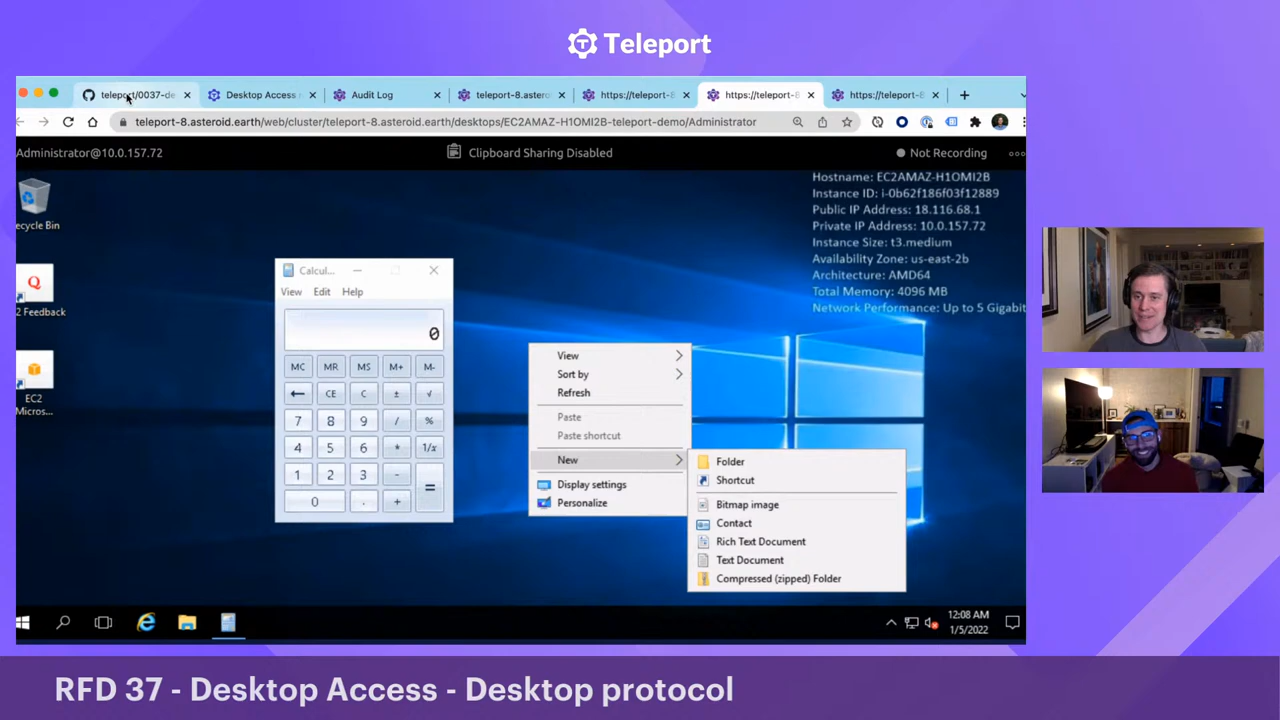 Teleport
teleport/0037-de
Desktop Access
Audit Log
teleport-8.astero
https://teleport-8
https://teleport-8
https://teleport-8
teleport-8.asteroid.earth/web/cluster/teleport-8.asteroid.earth/desktops/EC2AMAZ-H1OMI2B-teleport-demo/Administrator
Administrator@10.0.157.72
Clipboard Sharing Disabled
Not Recording
ecycle Bin
2 Feedback
EC2
Micros...
Hostname: EC2AMAZ-H1OMI2B
Instance ID: i-0b62f186f03f12889
Public IP Address: 18.116.68.1
Private IP Address: 10.0.157.72
Instance Size: t3.medium
Availability Zone: us-east-2b
Architecture: AMD64
Total Memory: 4096 MB
Network Performance: Up to 5 Gigabit
Calcul...
View Edit Help
0
MC MR MS M+ M-
← CE C ± √
7 8 9 / %
4 5 6 * 1/x
1 2 3 - =
0 . +
View
Sort by
Refresh
Paste
Paste shortcut
New
Display settings
Personalize
Folder
Shortcut
Bitmap image
Contact
Rich Text Document
Text Document
Compressed (zipped) Folder
12:08 AM
1/5/2022
RFD 37 - Desktop Access - Desktop protocol